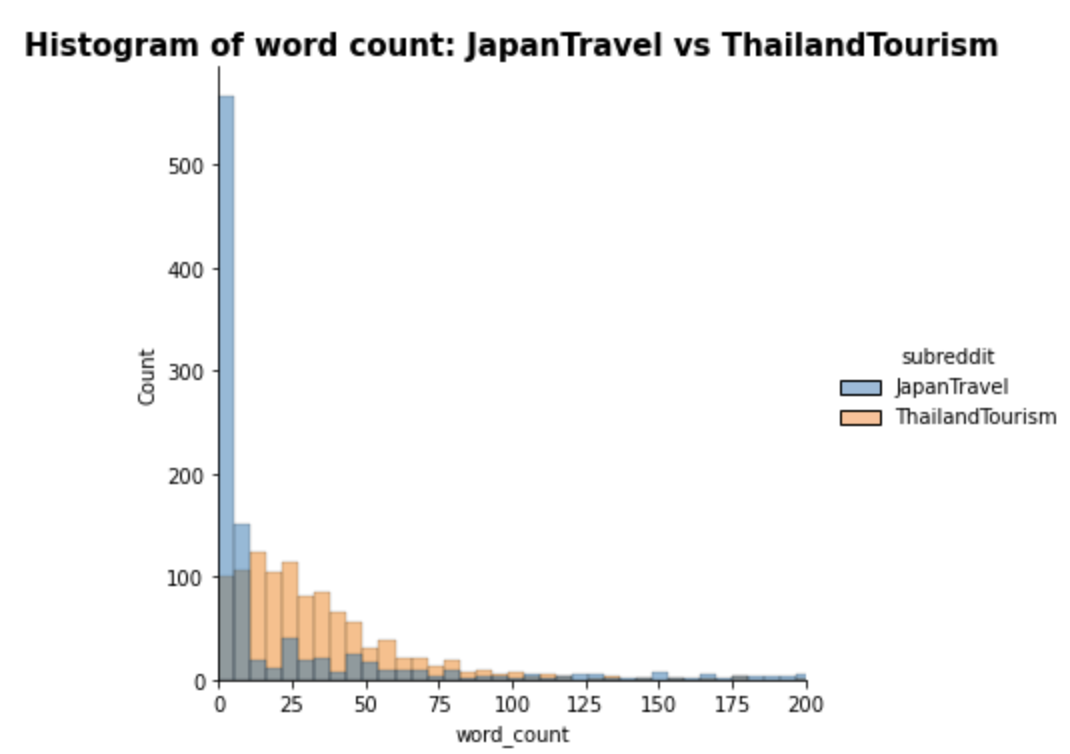 Histogram of word count: JapanTravel vs ThailandTourism
500
400
300
200
100
0
Count
0 25 50 75 100 125 150 175 200
word_count
subreddit
JapanTravel
ThailandTourism